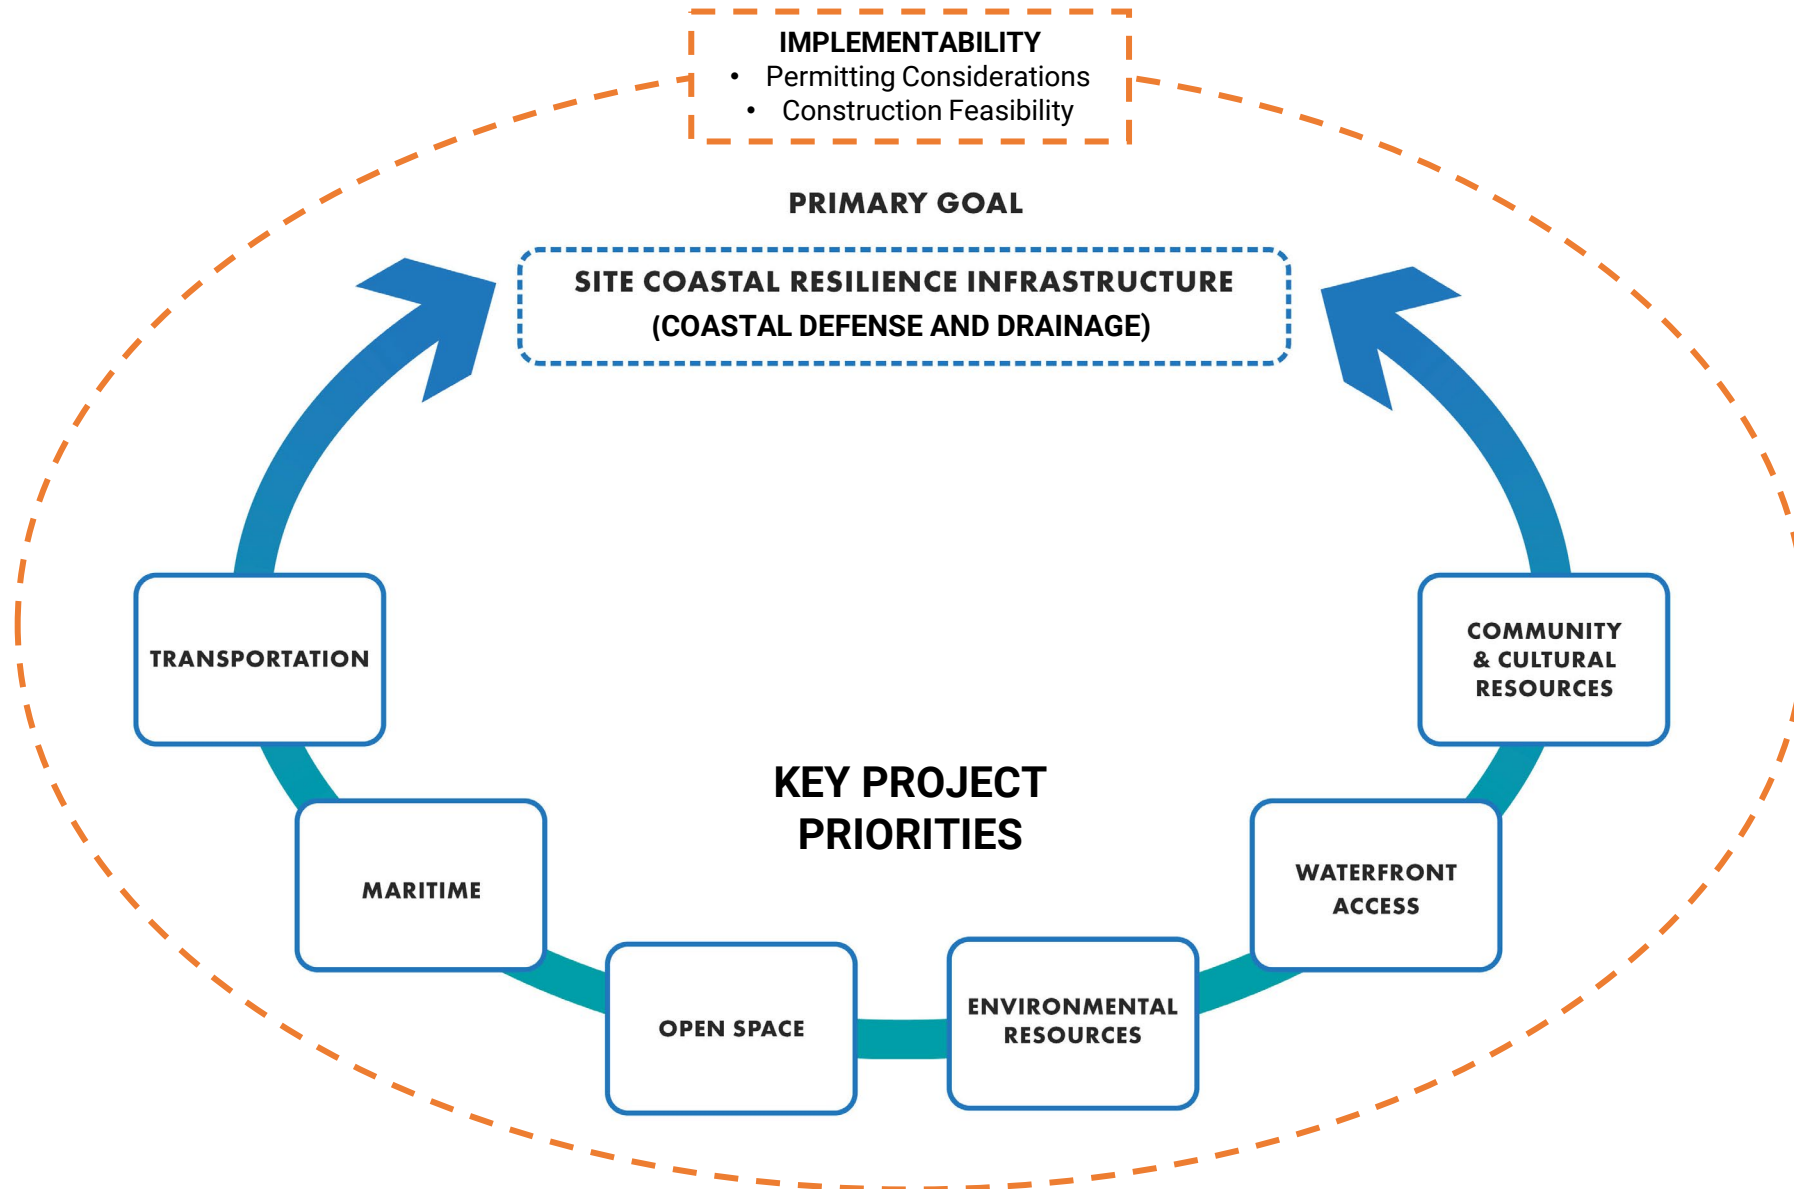 IMPLEMENTABILITY
• Permitting Considerations
• Construction Feasibility
PRIMARY GOAL
SITE COASTAL RESILIENCE INFRASTRUCTURE
(COASTAL DEFENSE AND DRAINAGE)
TRANSPORTATION
COMMUNITY
& CULTURAL
RESOURCES
KEY PROJECT
PRIORITIES
MARITIME
WATERFRONT
ACCESS
OPEN SPACE
ENVIRONMENTAL
RESOURCES